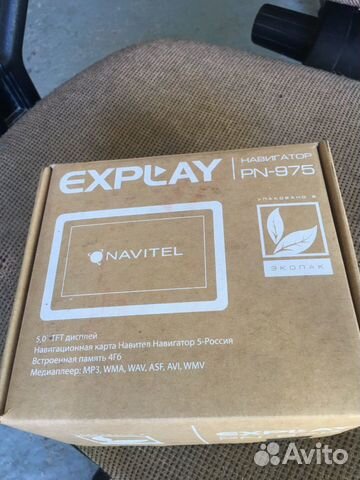 EXPLAY
НАВИГАТОР
PN-975
УПАКОВАНО В
ЭКОПАК
NAVITEL
5.0" TFT дисплей
Навигационная карта Навител Навигатор 5-Россия
Встроенная память 4Гб
Медиаплеер: MP3, WMA, WAV, ASF, AVI, WMV
EXPLAY
Avito